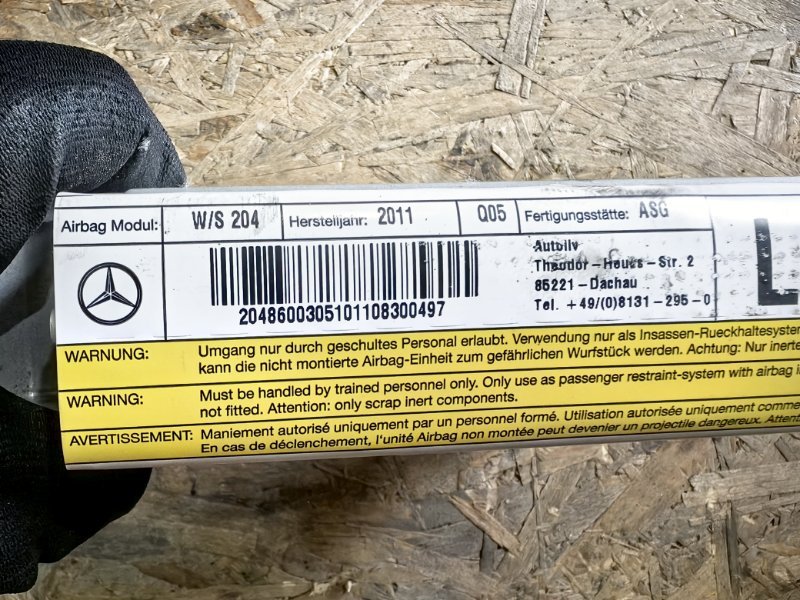 Airbag Modul: W/S 204 Herstelljahr: 2011 Q05 Fertigungsstätte: ASG
Autoliv
Theodor-Heuss-Str. 2
85221-Dachau
Tel. +49/(0)8131-295-0
2048600305101108300497
L
WARNUNG: Umgang nur durch geschultes Personal erlaubt. Verwendung nur als Insassen-Rueckhaltesystem
kann die nicht montierte Airbag-Einheit zum gefährlichen Wurfstück werden. Achtung: Nur inerte
WARNING: Must be handled by trained personnel only. Only use as passenger restraint-system with airbag
not fitted. Attention: only scrap inert components.
AVERTISSEMENT: Maniement autorisé uniquement par un personnel formé. Utilisation autorisée uniquement comme
En cas de déclenchement, l'unité Airbag non montée peut devenir un projectile dangereux.